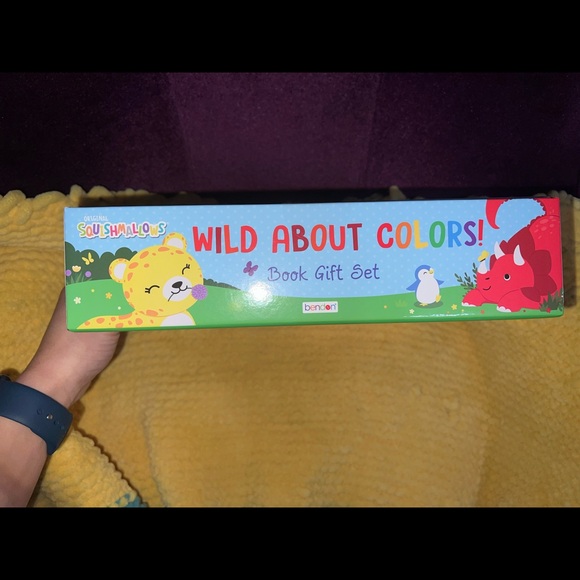 ORIGINAL
SQUISHMALLOWS
WILD ABOUT COLORS!
Book Gift Set
bendon